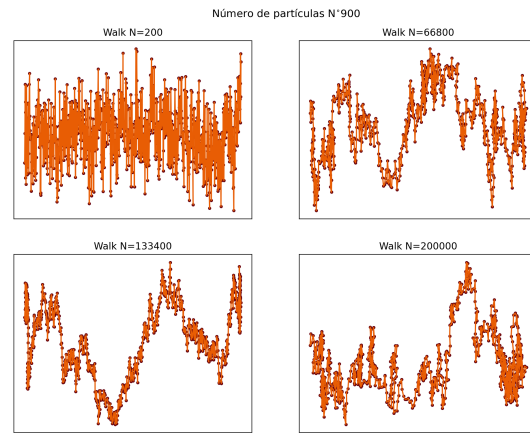 Número de partículas N°900
Walk N=200
Walk N=66800
Walk N=133400
Walk N=200000